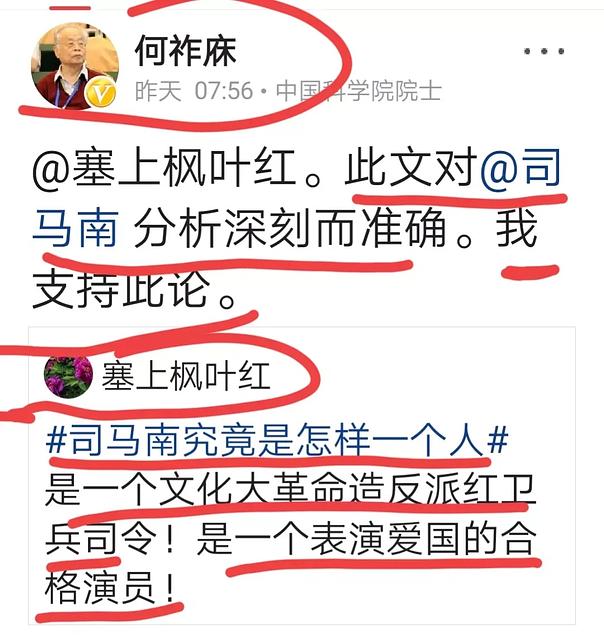 何祚庥
昨天 07:56 • 中国科学院院士
@塞上枫叶红。此文对@司
马南 分析深刻而准确。我
支持此论。
塞上枫叶红
#司马南究竟是怎样一个人#
是一个文化大革命造反派红卫
兵司令！是一个表演爱国的合
格演员！